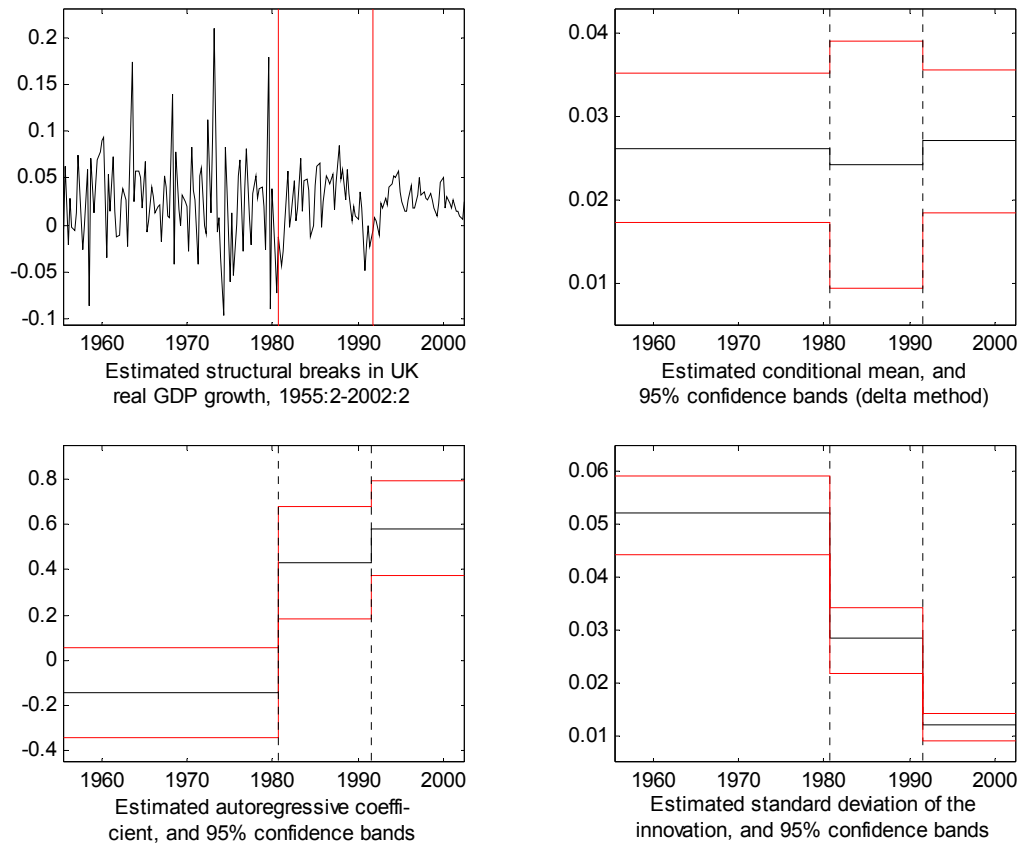 0.2
0.15
0.1
0.05
0
-0.05
-0.1
1960 1970 1980 1990 2000
Estimated structural breaks in UK
real GDP growth, 1955:2-2002:2
0.04
0.03
0.02
0.01
1960 1970 1980 1990 2000
Estimated conditional mean, and
95% confidence bands (delta method)
0.8
0.6
0.4
0.2
0
-0.2
-0.4
1960 1970 1980 1990 2000
Estimated autoregressive coeffi-
cient, and 95% confidence bands
0.06
0.05
0.04
0.03
0.02
0.01
1960 1970 1980 1990 2000
Estimated standard deviation of the
innovation, and 95% confidence bands